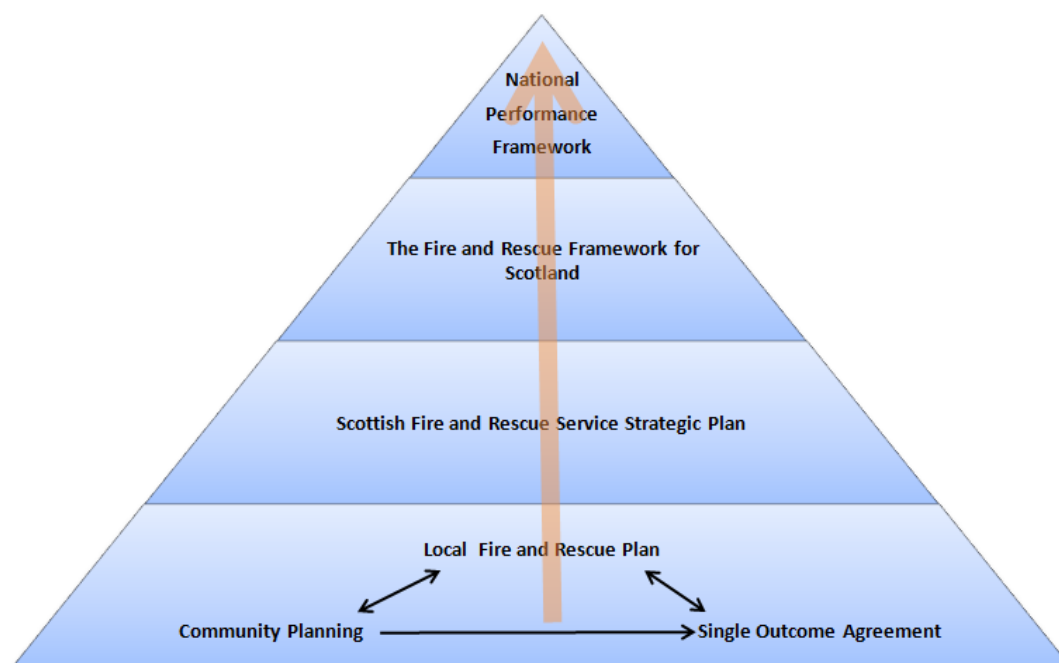 National
Performance
Framework
The Fire and Rescue Framework for
Scotland
Scottish Fire and Rescue Service Strategic Plan
Local Fire and Rescue Plan
Community Planning
Single Outcome Agreement